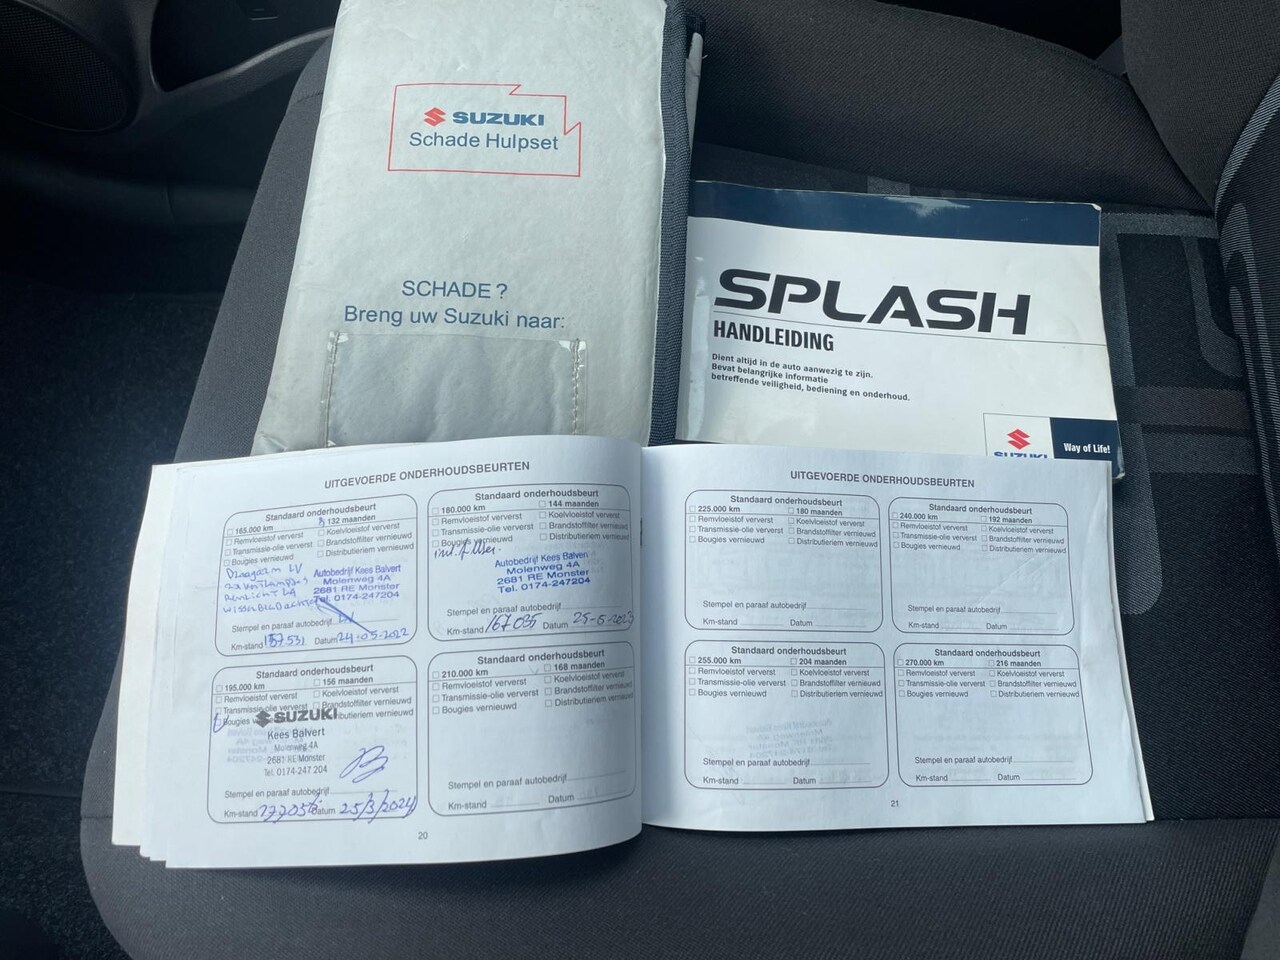 SUZUKI
Schade Hulpset
SCHADE?
Breng uw Suzuki naar:
SPLASH
HANDLEIDING
Dient altijd in de auto aanwezig te zijn.
Bevat belangrijke informatie
betreffende veiligheid, bediening en onderhoud.
SUZUKI
Way of Life!
UITGEVOERDE ONDERHOUDSBEURTEN
Standaard onderhoudsbeurt
165.000 km 132 maanden
Remvloeistof ververst Koelvloeistof ververst
Transmissie-olie ververst Brandstoffilter vernieuwd
Bougies vernieuwd Distributieriem vernieuwd
Autobedrijf Kees Balvert
Molenweg 4A
2681 RE Monster
Tel. 0174-247204
Stempel en paraaf autobedrijf
Km-stand 157531 Datum 24-05-2022
Standaard onderhoudsbeurt
180.000 km 144 maanden
Remvloeistof ververst Koelvloeistof ververst
Transmissie-olie ververst Brandstoffilter vernieuwd
Bougies vernieuwd Distributieriem vernieuwd
Autobedrijf Kees Balvert
Molenweg 4A
2681 RE Monster
Tel. 0174-247204
Stempel en paraaf autobedrijf
Km-stand 167035 Datum 25-5-2023
Standaard onderhoudsbeurt
195.000 km 156 maanden
Remvloeistof ververst Koelvloeistof ververst
Transmissie-olie ververst Brandstoffilter vernieuwd
Bougies
SUZUKI
Kees Balvert
Molenweg 4A
2681 RE Monster
Tel. 0174-247 204
Stempel en paraaf autobedrijf
Km-stand 177056 Datum 25/3/2024
Standaard onderhoudsbeurt
210.000 km 168 maanden
Remvloeistof ververst Koelvloeistof ververst
Transmissie-olie ververst Brandstoffilter vernieuwd
Bougies vernieuwd Distributieriem vernieuwd
Stempel en paraaf autobedrijf
Km-stand Datum
20
UITGEVOERDE ONDERHOUDSBEURTEN
Standaard onderhoudsbeurt
225.000 km 180 maanden
Remvloeistof ververst Koelvloeistof ververst
Transmissie-olie ververst Brandstoffilter vernieuwd
Bougies vernieuwd Distributieriem vernieuwd
Stempel en paraaf autobedrijf
Km-stand Datum
Standaard onderhoudsbeurt
240.000 km 192 maanden
Remvloeistof ververst Koelvloeistof ververst
Transmissie-olie ververst Brandstoffilter vernieuwd
Bougies vernieuwd Distributieriem vernieuwd
Stempel en paraaf autobedrijf
Km-stand Datum
Standaard onderhoudsbeurt
255.000 km 204 maanden
Remvloeistof ververst Koelvloeistof ververst
Transmissie-olie ververst Brandstoffilter vernieuwd
Bougies vernieuwd Distributieriem vernieuwd
Stempel en paraaf autobedrijf
Km-stand Datum
Standaard onderhoudsbeurt
270.000 km 216 maanden
Remvloeistof ververst Koelvloeistof ververst
Transmissie-olie ververst Brandstoffilter vernieuwd
Bougies vernieuwd Distributieriem vernieuwd
Stempel en paraaf autobedrijf
Km-stand Datum
21